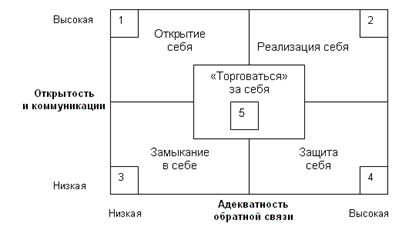 Высокая
1
2
Открытие
себя
Реализация себя
Открытость
и коммуникации
«Торговаться»
за себя
5
Замыкание
в себе
Защита
себя
3
4
Низкая
Адекватность
обратной связи
Низкая
Высокая